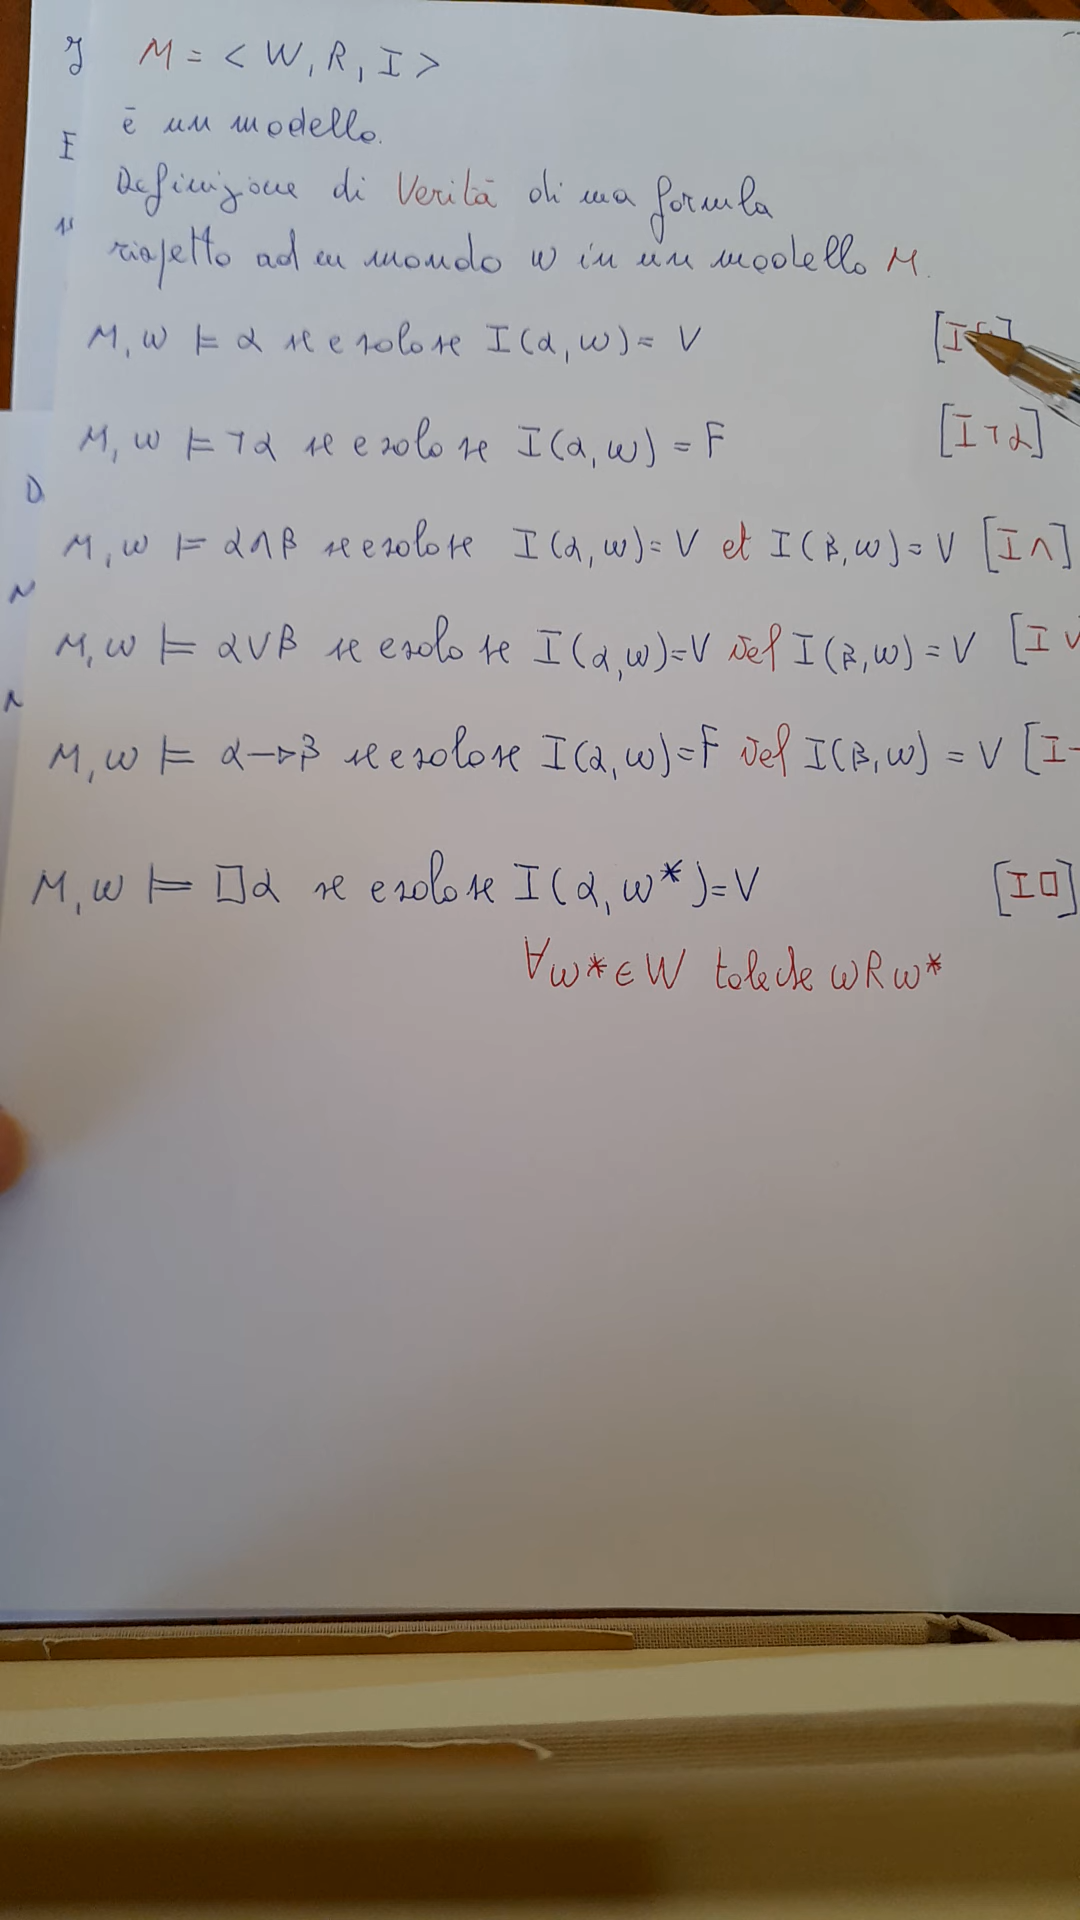 M = < W, R, I >
è un modello.
Definizione di Verità di una formula
rispetto ad un mondo w in un modello M.
M, w ⊨ α se e solo se I(α, w) = V
M, w ⊨ ¬α se e solo se I(α, w) = F [I¬α]
M, w ⊨ α∧β se e solo se I(α, w) = V et I(β, w) = V [I∧]
M, w ⊨ α∨β se e solo se I(α, w) = V vel I(β, w) = V [I∨
M, w ⊨ α→β se e solo se I(α, w) = F vel I(β, w) = V [I→
M, w ⊨ □α se e solo se I(α, w*) = V [I□]
∀w* ∈ W tale che wRw*